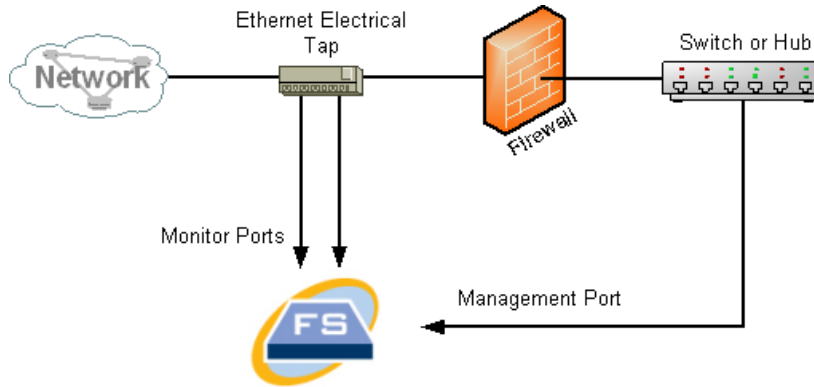 Ethernet Electrical
Tap
Switch or Hub
Network
Firewall
Monitor Ports
Management Port
FS